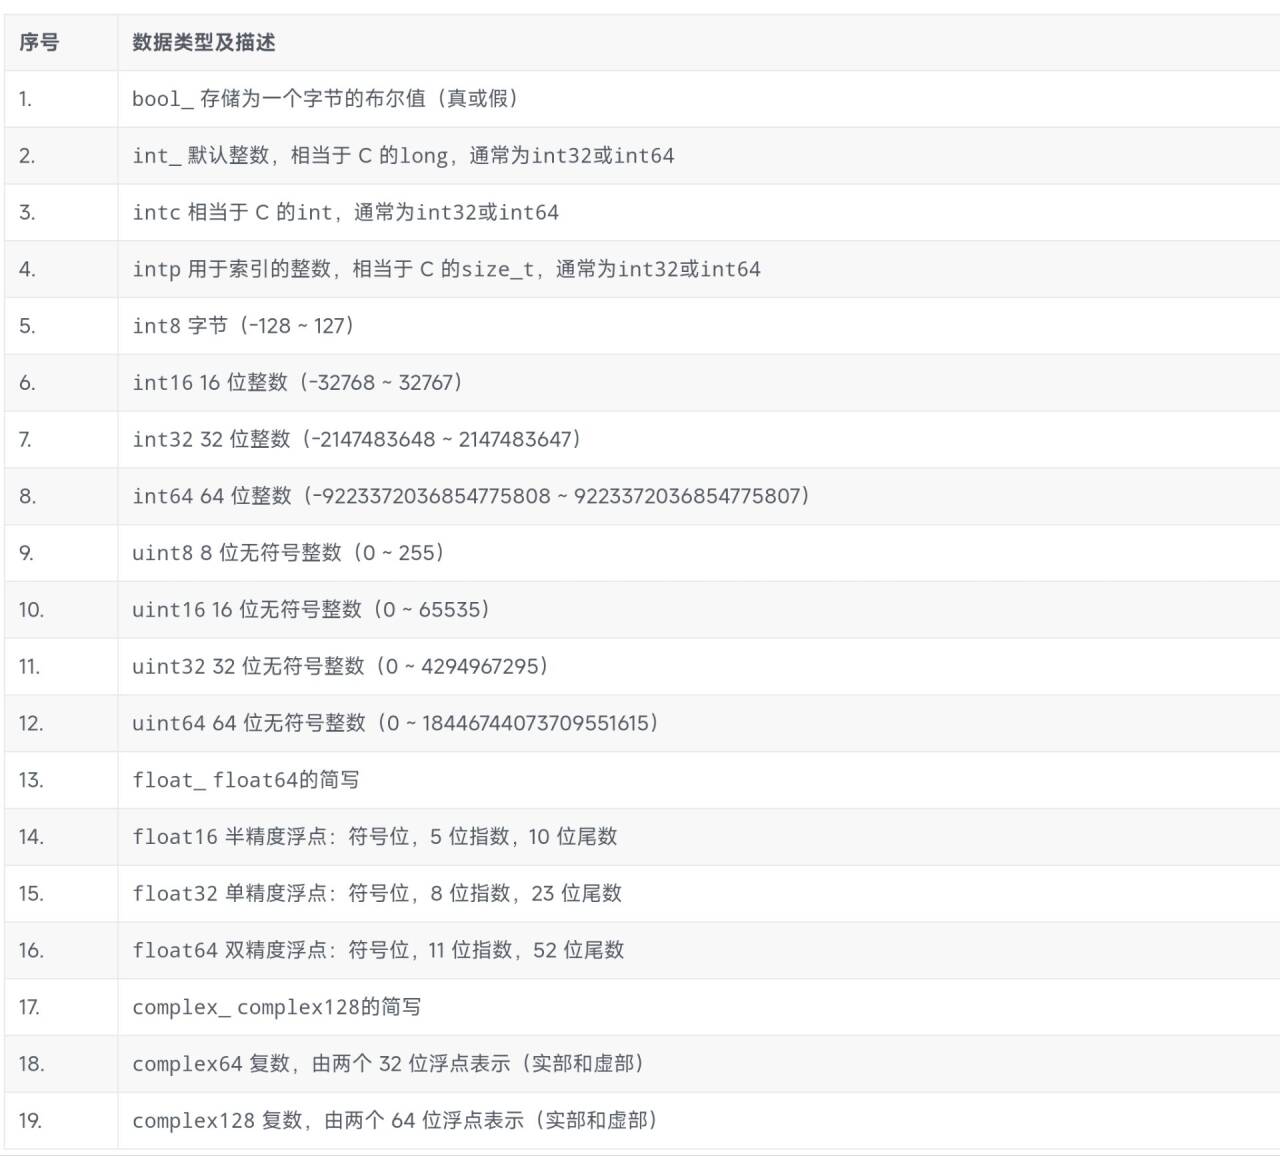 序号 数据类型及描述
1. bool_ 存储为一个字节的布尔值（真或假）
2. int_ 默认整数，相当于 C 的long，通常为int32或int64
3. intc 相当于 C 的int，通常为int32或int64
4. intp 用于索引的整数，相当于 C 的size_t，通常为int32或int64
5. int8 字节（-128 ~ 127）
6. int16 16 位整数（-32768 ~ 32767）
7. int32 32 位整数（-2147483648 ~ 2147483647）
8. int64 64 位整数（-9223372036854775808 ~ 9223372036854775807）
9. uint8 8 位无符号整数（0 ~ 255）
10. uint16 16 位无符号整数（0 ~ 65535）
11. uint32 32 位无符号整数（0 ~ 4294967295）
12. uint64 64 位无符号整数（0 ~ 18446744073709551615）
13. float_ float64的简写
14. float16 半精度浮点：符号位，5 位指数，10 位尾数
15. float32 单精度浮点：符号位，8 位指数，23 位尾数
16. float64 双精度浮点：符号位，11 位指数，52 位尾数
17. complex_ complex128的简写
18. complex64 复数，由两个 32 位浮点表示（实部和虚部）
19. complex128 复数，由两个 64 位浮点表示（实部和虚部）